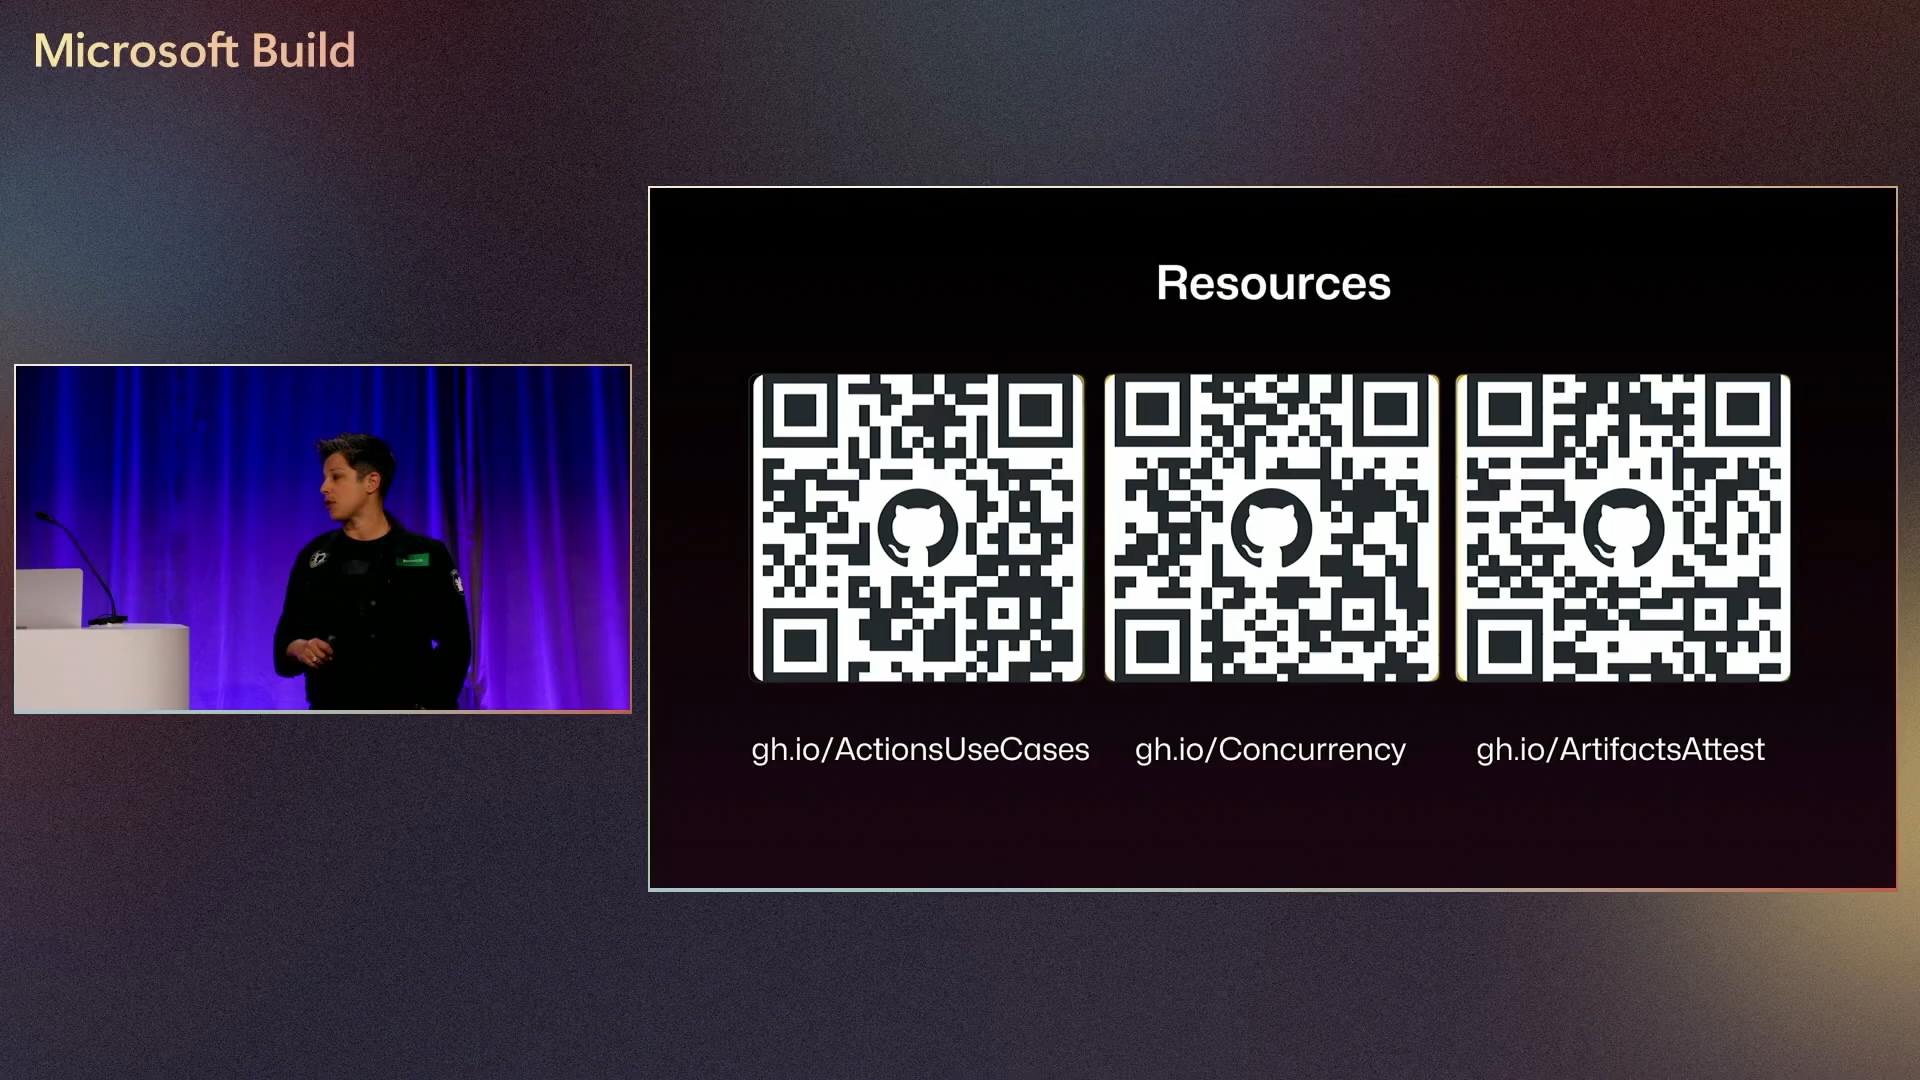 Microsoft Build
Resources
gh.io/ActionsUseCases
gh.io/Concurrency
gh.io/ArtifactsAttest